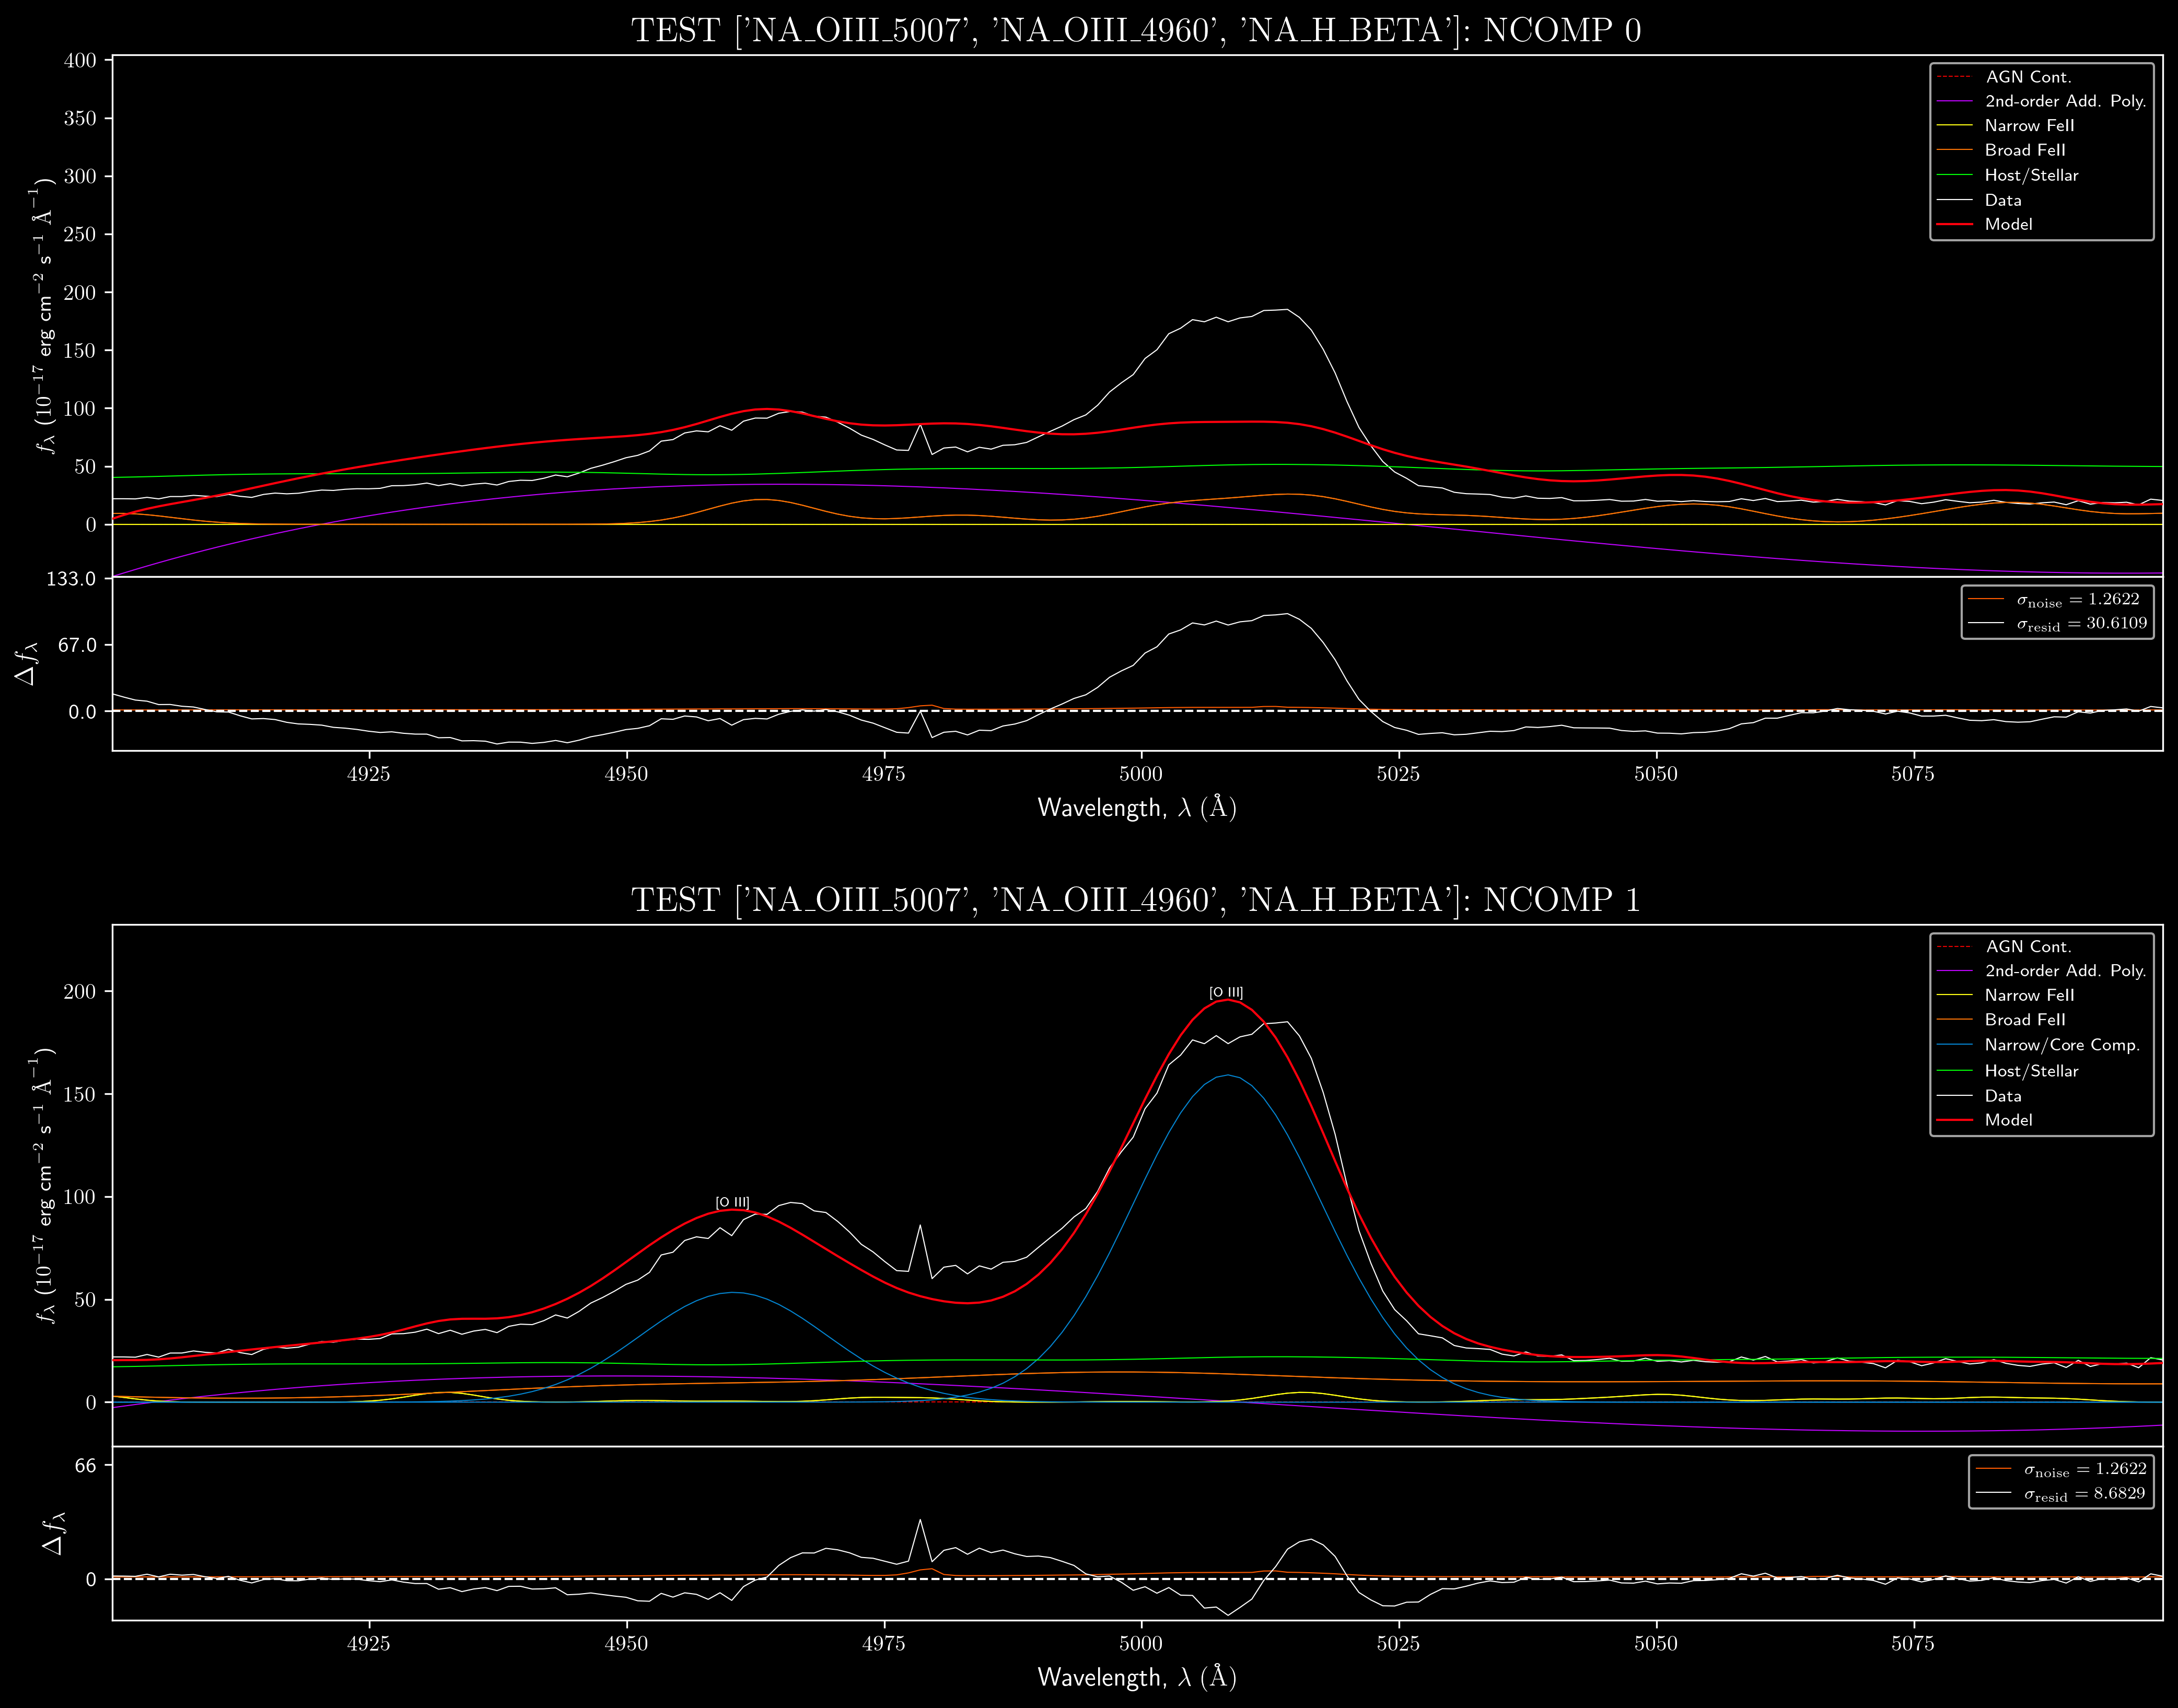 TEST ['NA_OIII_5007', 'NA_OIII_4960', 'NA_H_BETA']: NCOMP 0
400
350
300
250
200
150
100
50
0
f_λ (10⁻¹⁷ erg cm⁻² s⁻¹ Å⁻¹)
AGN Cont.
2nd-order Add. Poly.
Narrow FeII
Broad FeII
Host/Stellar
Data
Model
133.0
67.0
0.0
Δf_λ
σ_noise = 1.2622
σ_resid = 30.6109
4925 4950 4975 5000 5025 5050 5075
Wavelength, λ (Å)
TEST ['NA_OIII_5007', 'NA_OIII_4960', 'NA_H_BETA']: NCOMP 1
200
150
100
50
0
f_λ (10⁻¹⁷ erg cm⁻² s⁻¹ Å⁻¹)
[O III]
[O III]
AGN Cont.
2nd-order Add. Poly.
Narrow FeII
Broad FeII
Narrow/Core Comp.
Host/Stellar
Data
Model
66
0
Δf_λ
σ_noise = 1.2622
σ_resid = 8.6829
4925 4950 4975 5000 5025 5050 5075
Wavelength, λ (Å)